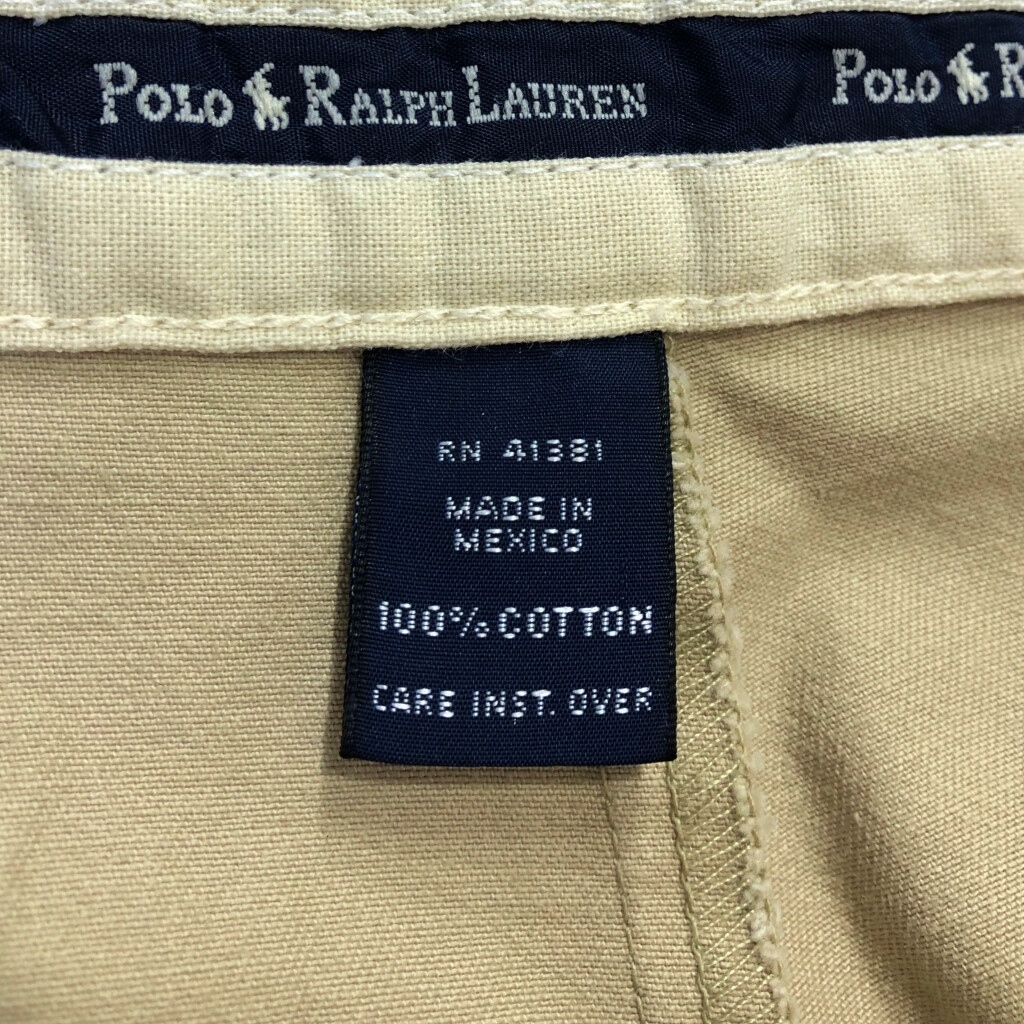 POLO RALPH LAUREN POLO R
RN 41381
MADE IN
MEXICO
100% COTTON
CARE INST. OVER